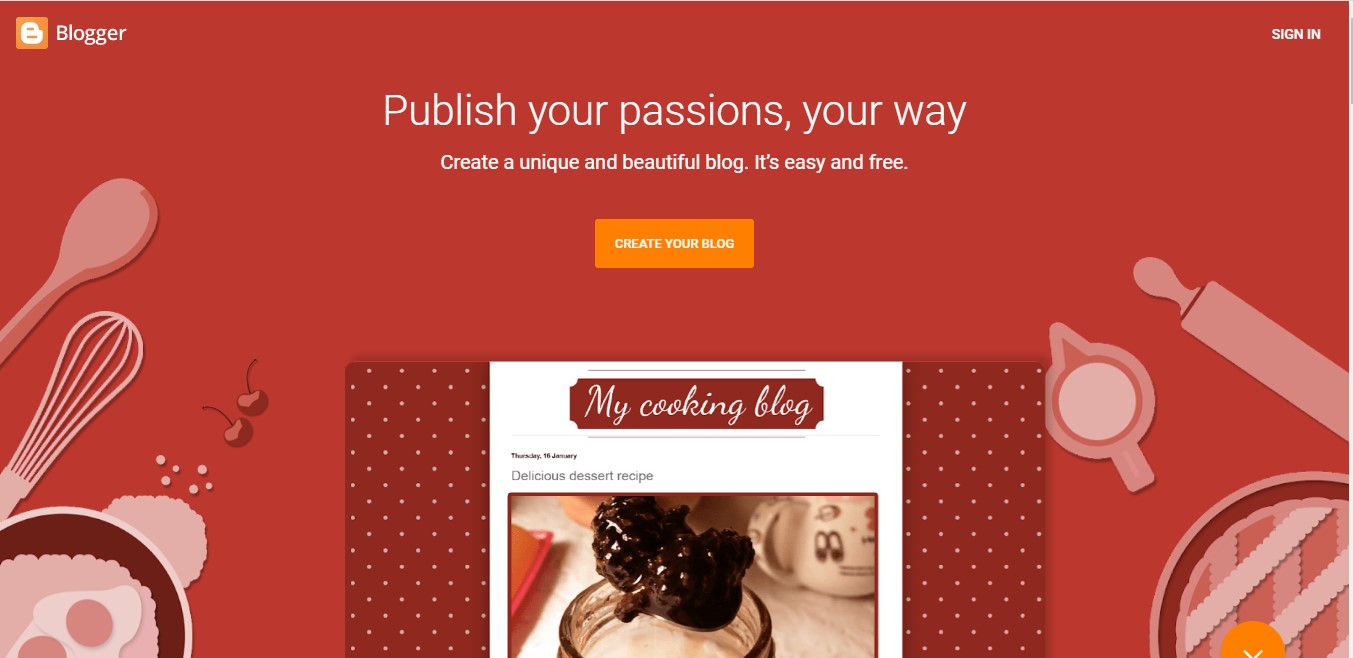 Blogger
SIGN IN
Publish your passions, your way
Create a unique and beautiful blog. It’s easy and free.
CREATE YOUR BLOG
My cooking blog
Thursday, 16 January
Delicious dessert recipe